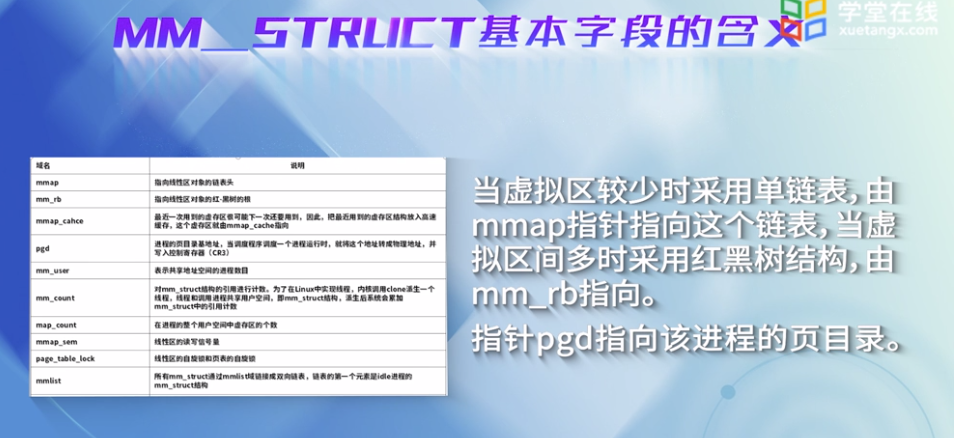 MM_STRUCT基本字段的含义
学堂在线
xuetangx.com
域名 说明
mmap 指向线性区对象的链表头
mm_rb 指向线性区对象的红-黑树的根
mmap_cahce 最近一次用到的虚存区很可能下一次还要用到，因此，把最近用到的虚存区结构放入高速
缓存，这个虚存区就由mmap_cache指向
pgd 进程的页目录基地址，当调度程序调度一个进程运行时，就将这个地址转成物理地址，并
写入控制寄存器（CR3）
mm_user 表示共享地址空间的进程数目
mm_count 对mm_struct结构的引用进行计数。为了在Linux中实现线程，内核调用clone派生一个
线程，线程和调用进程共享用户空间，即mm_struct结构，派生后系统会累加
mm_struct中的引用计数
map_count 在进程的整个用户空间中虚存区的个数
mmap_sem 线性区的读写信号量
page_table_lock 线性区的自旋锁和页表的自旋锁
mmlist 所有mm_struct通过mmlist域链接成双向链表，链表的第一个元素是idle进程的
mm_struct结构
当虚拟区较少时采用单链表，由
mmap指针指向这个链表，当虚
拟区间多时采用红黑树结构，由
mm_rb指向。
指针pgd指向该进程的页目录。